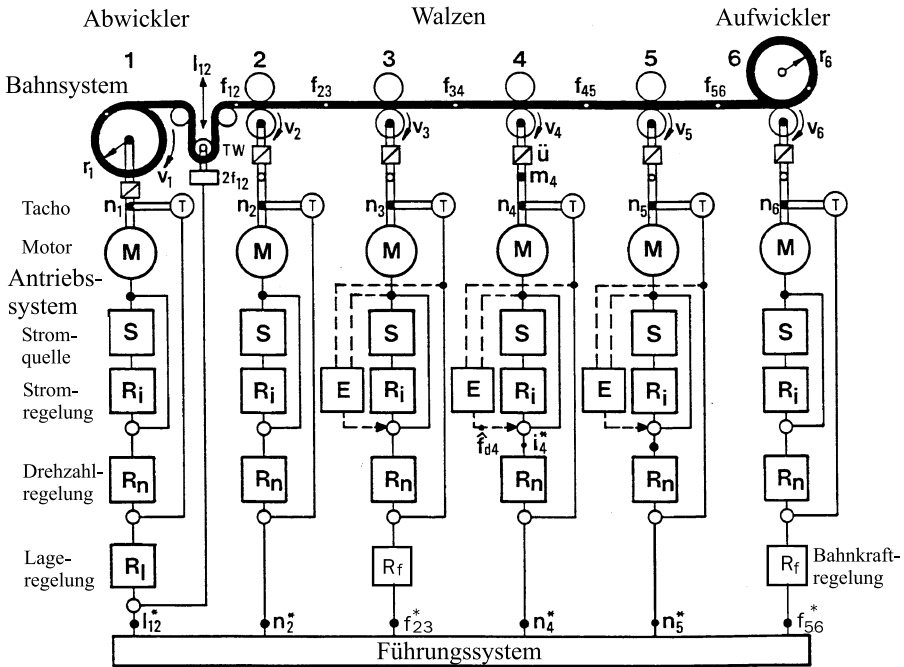 Abwickler Walzen Aufwickler
1 2 3 4 5 6
Bahnsystem l₁₂ f₁₂ f₂₃ f₃₄ f₄₅ f₅₆ r₆
r₁ v₁ TW v₂ v₃ v₄ v₅ v₆
2f₁₂ ü
m₄
Tacho n₁ T n₂ T n₃ T n₄ T n₅ T n₆ T
Motor M M M M M M
Antriebs-
system
Strom-
quelle S S S S S S
Strom-
regelung Rᵢ Rᵢ E Rᵢ E Rᵢ E Rᵢ Rᵢ
f̂d4 i₄*
Drehzahl-
regelung Rₙ Rₙ Rₙ Rₙ Rₙ Rₙ
Lage-
regelung Rₗ R_f R_f Bahnkraft-
regelung
l₁₂* n₂* f₂₃* n₄* n₅* f₅₆*
Führungssystem